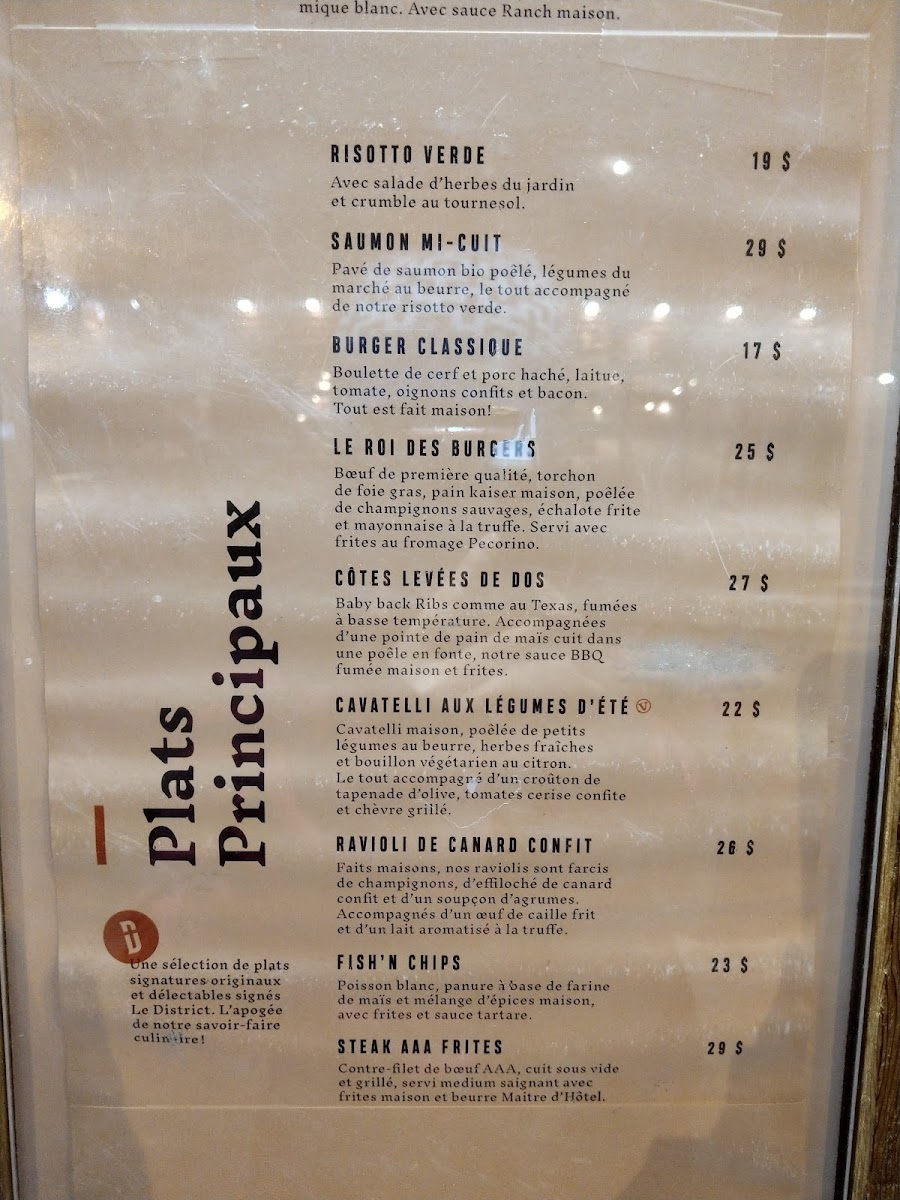 mique blanc. Avec sauce Ranch maison.
RISOTTO VERDE 19 $
Avec salade d'herbes du jardin
et crumble au tournesol.
SAUMON MI-CUIT 29 $
Pavé de saumon bio poêlé, légumes du
marché au beurre, le tout accompagné
de notre risotto verde.
BURGER CLASSIQUE 17 $
Boulette de cerf et porc haché, laitue,
tomate, oignons confits et bacon.
Tout est fait maison!
LE ROI DES BURGERS 25 $
Bœuf de première qualité, torchon
de foie gras, pain kaiser maison, poêlée
de champignons sauvages, échalote frite
et mayonnaise à la truffe. Servi avec
frites au fromage Pecorino.
CÔTES LEVÉES DE DOS 27 $
Baby back Ribs comme au Texas, fumées
à basse température. Accompagnées
d'une pointe de pain de maïs cuit dans
une poêle en fonte, notre sauce BBQ
fumée maison et frites.
CAVATELLI AUX LÉGUMES D'ÉTÉ V 22 $
Cavatelli maison, poêlée de petits
légumes au beurre, herbes fraîches
et bouillon végétarien au citron.
Le tout accompagné d'un croûton de
tapenade d'olive, tomates cerise confite
et chèvre grillé.
RAVIOLI DE CANARD CONFIT 26 $
Faits maisons, nos raviolis sont farcis
de champignons, d'effiloché de canard
confit et d'un soupçon d'agrumes.
Accompagnés d'un œuf de caille frit
et d'un lait aromatisé à la truffe.
FISH'N CHIPS 23 $
Poisson blanc, panure à base de farine
de maïs et mélange d'épices maison,
avec frites et sauce tartare.
STEAK AAA FRITES 29 $
Contre-filet de bœuf AAA, cuit sous vide
et grillé, servi medium saignant avec
frites maison et beurre Maitre d'Hôtel.
Plats
Principaux
Une sélection de plats
signatures originaux
et délectables signés
Le District. L'apogée
de notre savoir-faire
culinaire!